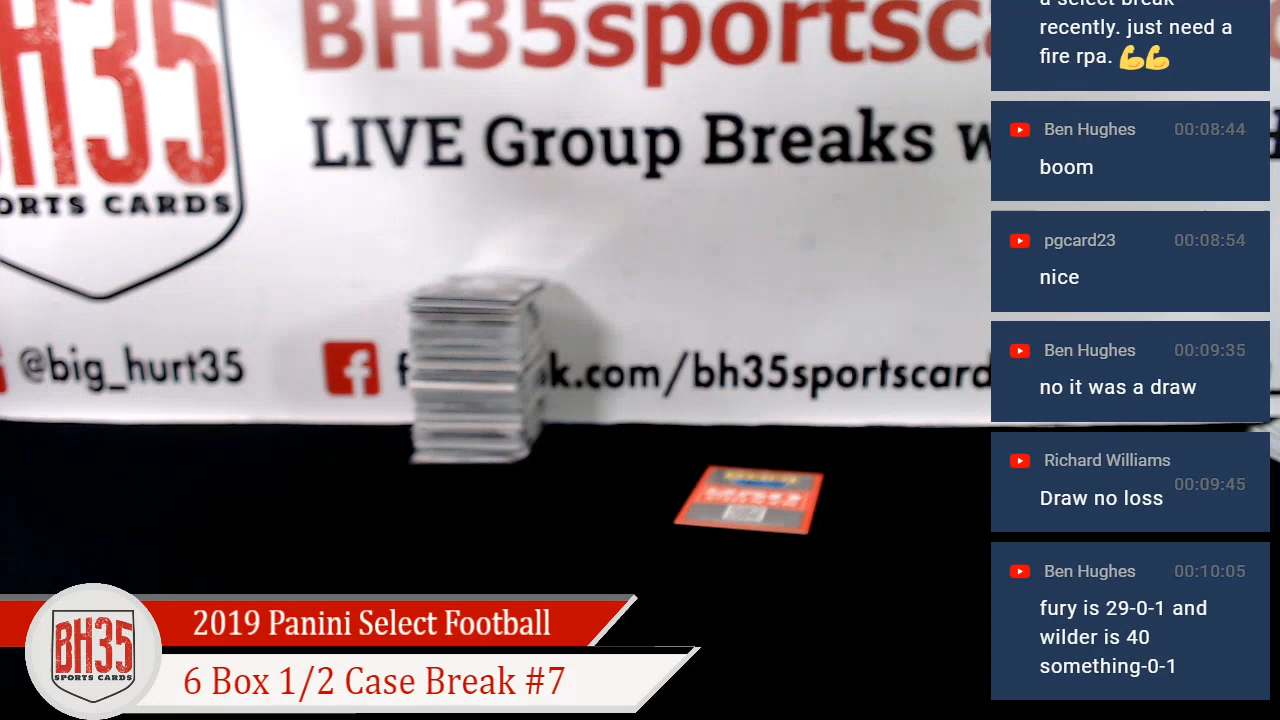 BH35
SPORTS CARDS
BH35sportsc
LIVE Group Breaks w
@big_hurt35
f
k.com/bh35sportscard
2019 Panini Select Football
6 Box 1/2 Case Break #7
BH35
SPORTS CARDS
a select break
recently. just need a
fire rpa. 💪💪
Ben Hughes 00:08:44
boom
pgcard23 00:08:54
nice
Ben Hughes 00:09:35
no it was a draw
Richard Williams
00:09:45
Draw no loss
Ben Hughes 00:10:05
fury is 29-0-1 and
wilder is 40
something-0-1